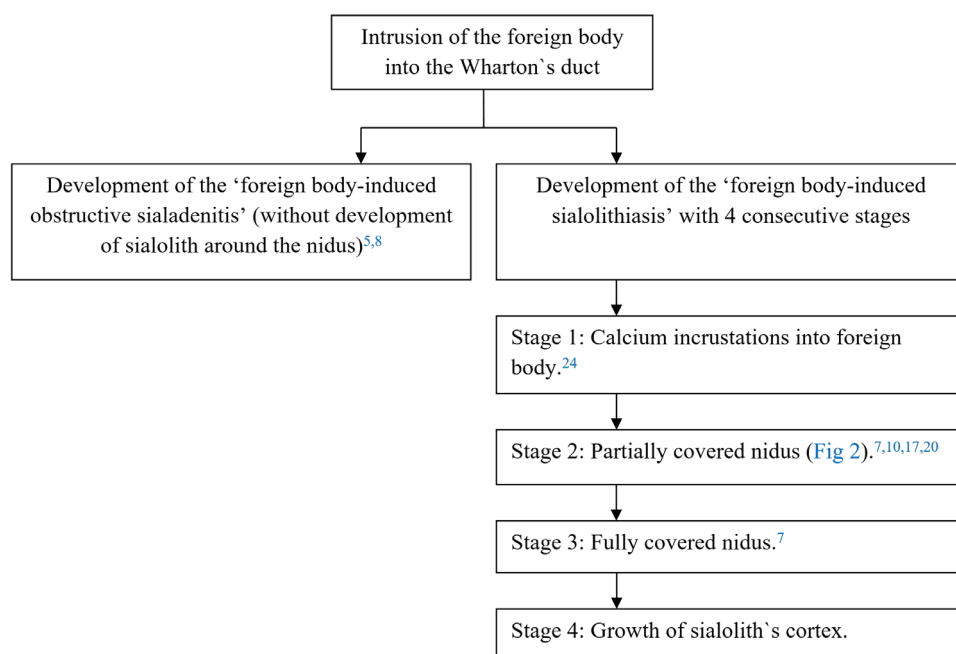 Intrusion of the foreign body
into the Wharton`s duct
Development of the ‘foreign body-induced
obstructive sialadenitis’ (without development
of sialolith around the nidus)5,8
Development of the ‘foreign body-induced
sialolithiasis’ with 4 consecutive stages
Stage 1: Calcium incrustations into foreign
body.24
Stage 2: Partially covered nidus (Fig 2).7,10,17,20
Stage 3: Fully covered nidus.7
Stage 4: Growth of sialolith`s cortex.